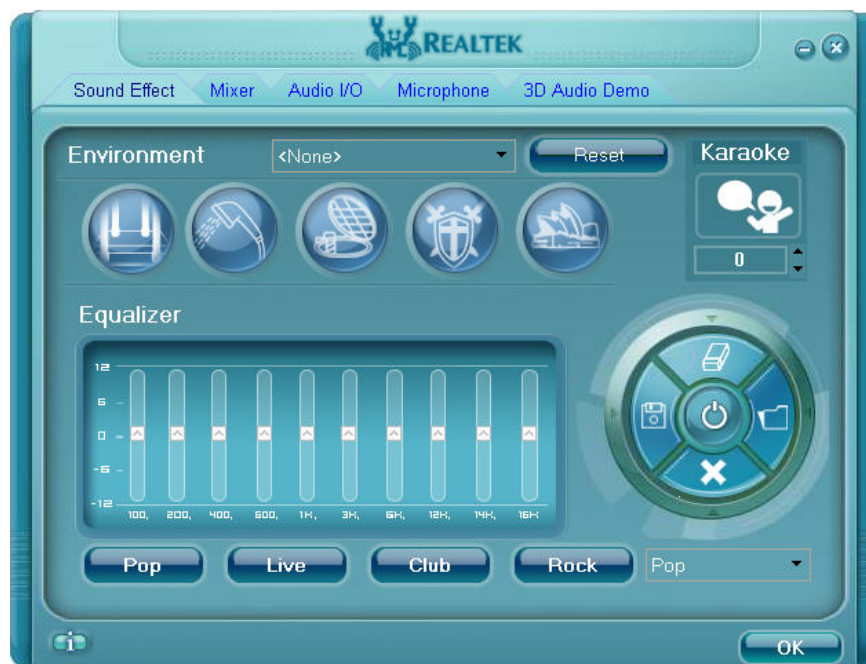 REALTEK
Sound Effect Mixer Audio I/O Microphone 3D Audio Demo
Environment <None> Reset Karaoke
0
Equalizer
12
6
0
-6
-12
100, 200, 400, 600, 1K, 3K, 6K, 12K, 14K, 16K
Pop Live Club Rock Pop
i OK